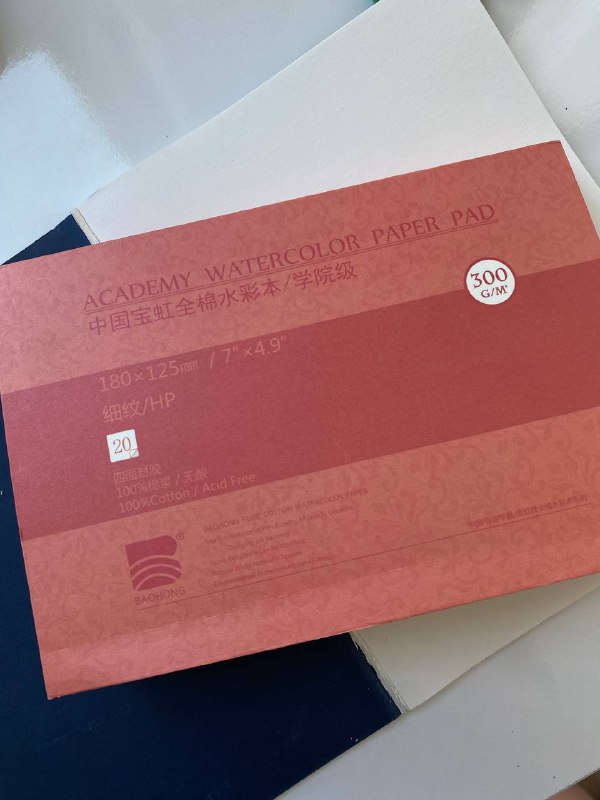 ACADEMY WATERCOLOR PAPER PAD
中国宝虹全棉水彩本/学院级
300
G/M²
180×125mm / 7"×4.9"
细纹/HP
20
四面封胶
100%棉浆 / 无酸
100%Cotton / Acid Free
BAOHONG PURE COTTON WATERCOLOR PAPER
BAOHONG
®